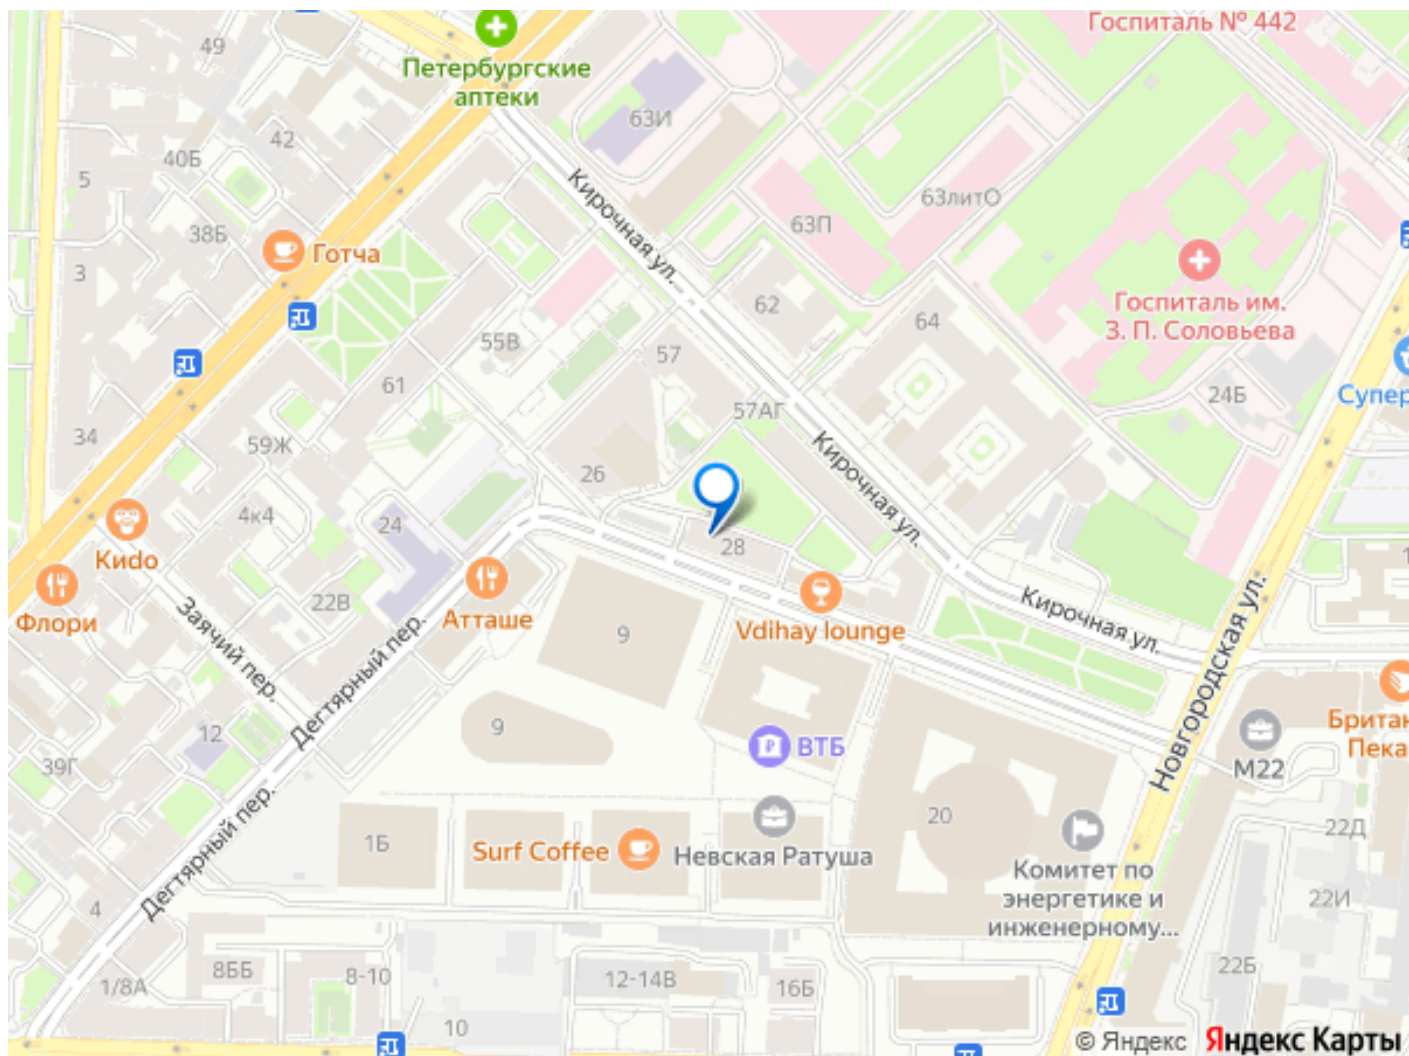 Госпиталь № 442
49
Петербургские
аптеки
63И
42
40Б
5
Кирочная ул.
63литО
63П
38Б
Готча
3
Госпиталь им.
З. П. Соловьева
62
64
55В
57
61
24Б
Супер
57АГ
34
59Ж
Кирочная ул.
26
4к4
24
28
Кидо
Атташе
22В
Vdihay lounge
Кирочная ул.
Флори
Заячий пер.
9
Дегтярный пер.
Новгородская ул.
12
9
ВТБ
М22
Британ
Пека
39Г
20
1Б
Surf Coffee
Невская Ратуша
22Д
Комитет по
энергетике и
инженерному...
Дегтярный пер.
22И
4
8ББ
8-10
12-14В
16Б
22Б
1/8А
10
© Яндекс Яндекс Карты